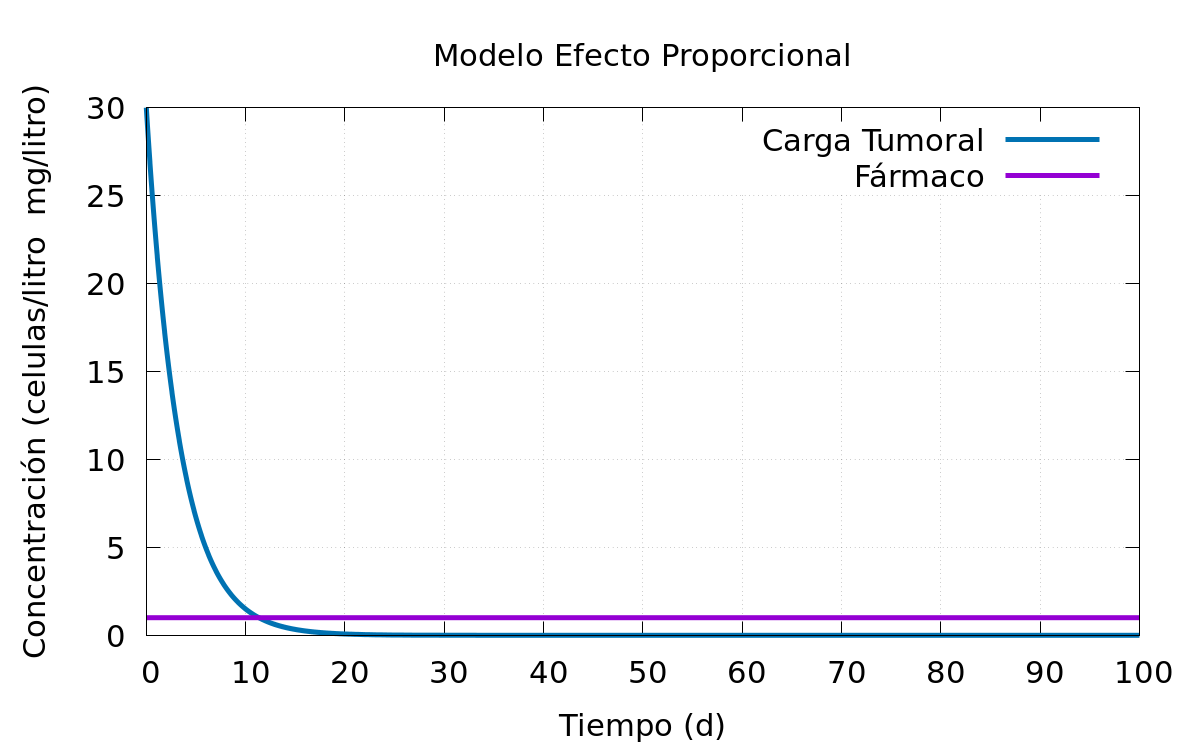 Modelo Efecto Proporcional
Concentración (celulas/litro  mg/litro)
30
25
20
15
10
5
0
Carga Tumoral
Fármaco
0 10 20 30 40 50 60 70 80 90 100
Tiempo (d)